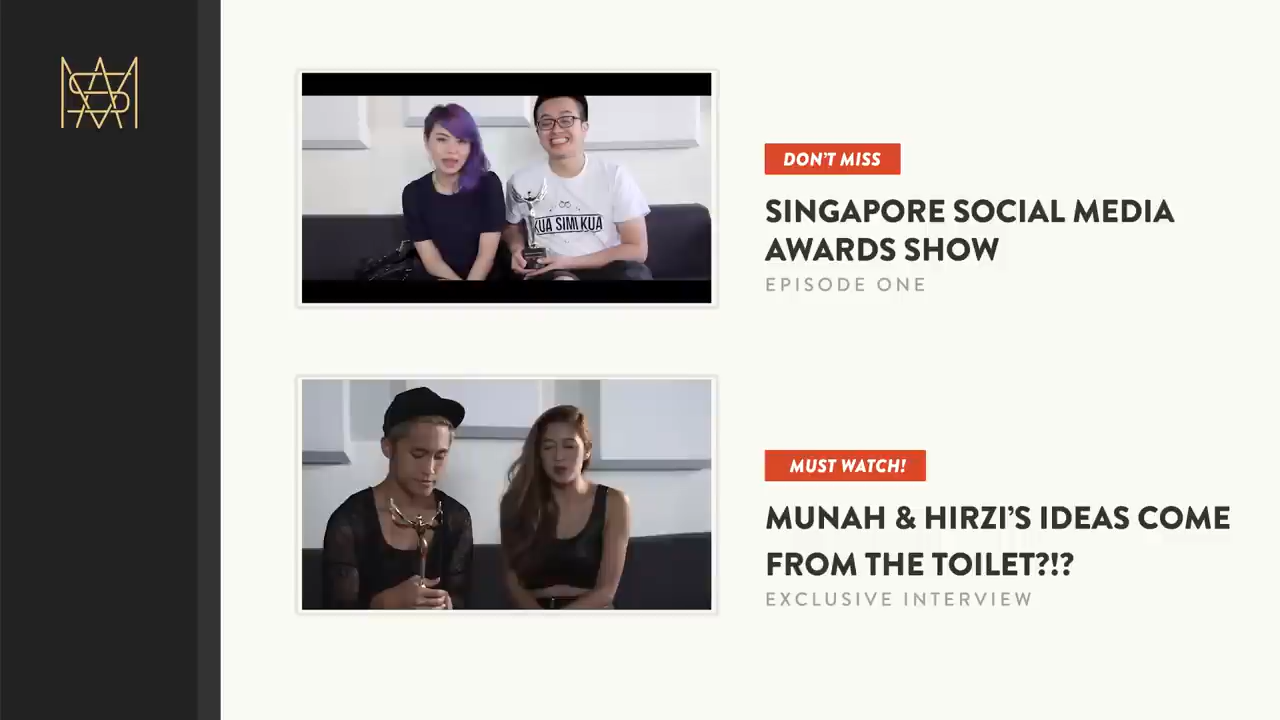 KUA SIMI KUA
DON'T MISS
SINGAPORE SOCIAL MEDIA
AWARDS SHOW
EPISODE ONE
MUST WATCH!
MUNAH & HIRZI'S IDEAS COME
FROM THE TOILET?!?
EXCLUSIVE INTERVIEW